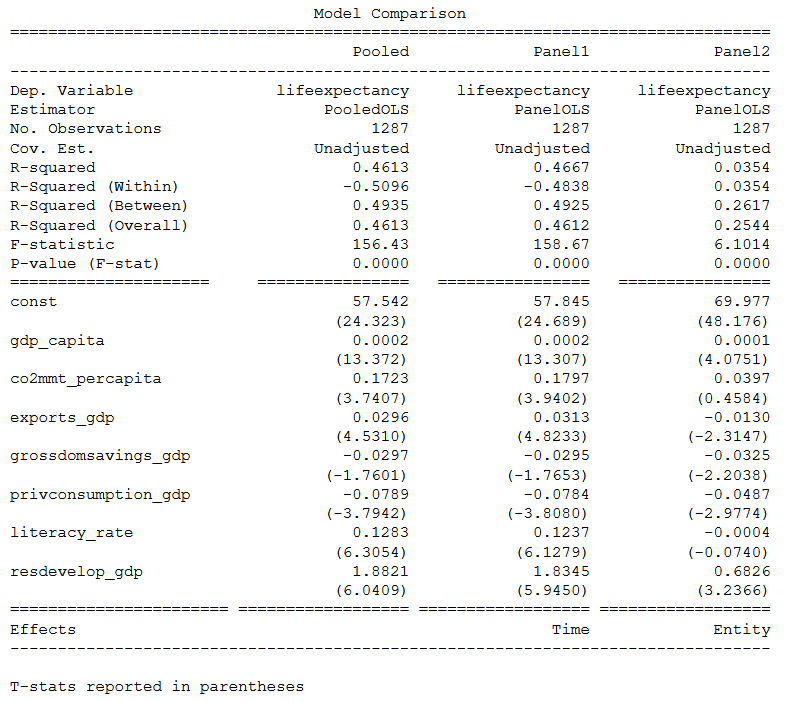 Model Comparison
================================================================================
Pooled Panel1 Panel2
--------------------------------------------------------------------------------
Dep. Variable lifeexpectancy lifeexpectancy lifeexpectancy
Estimator PooledOLS PanelOLS PanelOLS
No. Observations 1287 1287 1287
Cov. Est. Unadjusted Unadjusted Unadjusted
R-squared 0.4613 0.4667 0.0354
R-Squared (Within) -0.5096 -0.4838 0.0354
R-Squared (Between) 0.4935 0.4925 0.2617
R-Squared (Overall) 0.4613 0.4612 0.2544
F-statistic 156.43 158.67 6.1014
P-value (F-stat) 0.0000 0.0000 0.0000
===================== ================ ================ ================
const 57.542 57.845 69.977
(24.323) (24.689) (48.176)
gdp_capita 0.0002 0.0002 0.0001
(13.372) (13.307) (4.0751)
co2mmt_percapita 0.1723 0.1797 0.0397
(3.7407) (3.9402) (0.4584)
exports_gdp 0.0296 0.0313 -0.0130
(4.5310) (4.8233) (-2.3147)
grossdomsavings_gdp -0.0297 -0.0295 -0.0325
(-1.7601) (-1.7653) (-2.2038)
privconsumption_gdp -0.0789 -0.0784 -0.0487
(-3.7942) (-3.8080) (-2.9774)
literacy_rate 0.1283 0.1237 -0.0004
(6.3054) (6.1279) (-0.0740)
resdevelop_gdp 1.8821 1.8345 0.6826
(6.0409) (5.9450) (3.2366)
======================= ================== ================== ==================
Effects Time Entity
--------------------------------------------------------------------------------
T-stats reported in parentheses